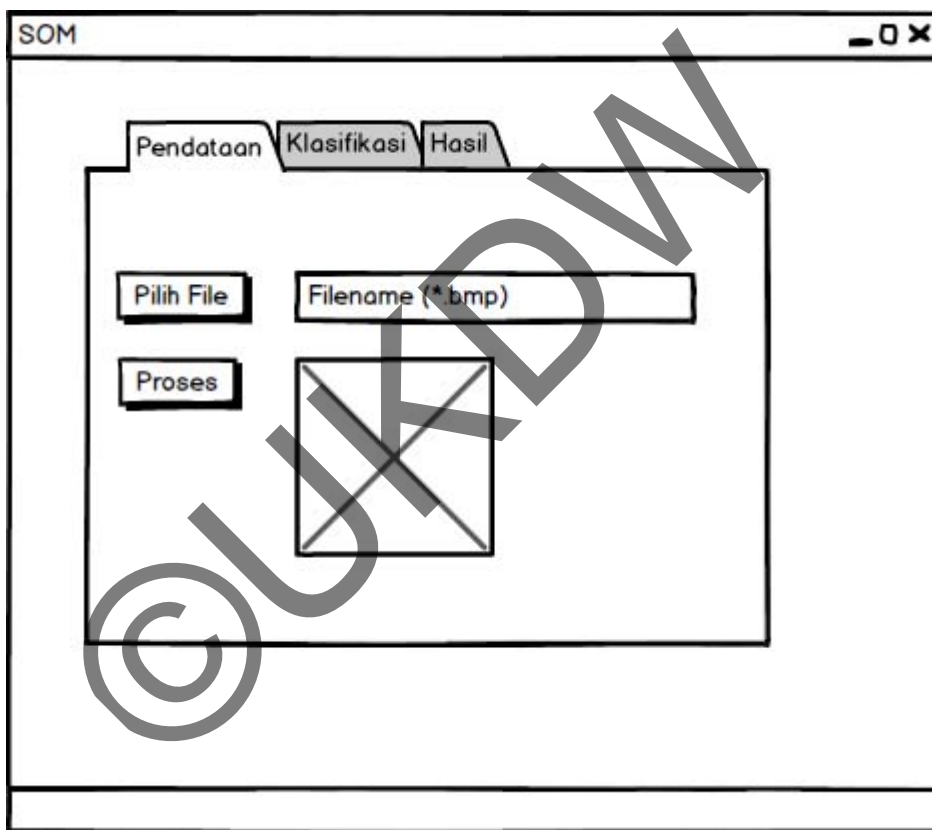 SOM
Pendataan Klasifikasi Hasil
Pilih File Filename (*.bmp)
Proses
©UKDW